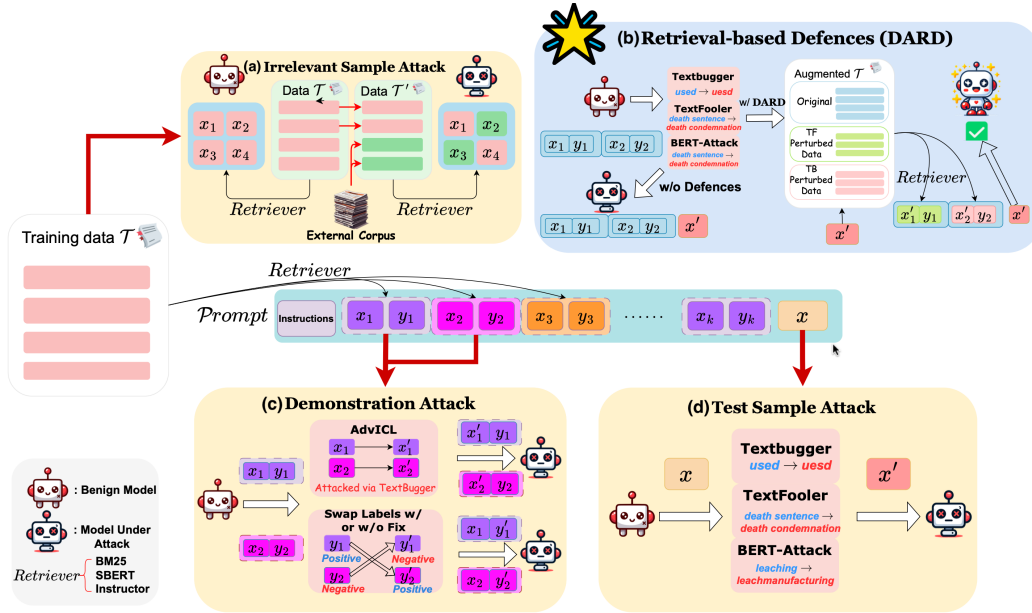 (a) Irrelevant Sample Attack
Data 𝒯
Data 𝒯'
x₁ x₂
x₃ x₄
x₁ x₂
x₃ x₄
Retriever
Retriever
External Corpus
(b) Retrieval-based Defences (DARD)
Textbugger
used → uesd
TextFooler
death sentence →
death condemnation
BERT-Attack
death sentence →
death condemnation
w/ DARD
Augmented 𝒯
Original
TF
Perturbed
Data
TB
Perturbed
Data
x₁ y₁ x₂ y₂
w/o Defences
x₁ y₁ x₂ y₂ x'
x'
Retriever
x'₁ y₁ x'₂ y₂ x'
Training data 𝒯
Retriever
Prompt
Instructions
x₁ y₁ x₂ y₂ x₃ y₃ ...... xₖ yₖ x
(c) Demonstration Attack
AdvICL
x₁ → x'₁
x₂ → x'₂
Attacked via TextBugger
x₁ y₁
x₂ y₂
Swap Labels w/
or w/o Fix
y₁ y'₁
Positive Negative
y₂ y'₂
Negative Positive
x'₁ y₁
x'₂ y₂
x₁ y'₁
x₂ y'₂
(d) Test Sample Attack
x
Textbugger
used → uesd
TextFooler
death sentence →
death condemnation
BERT-Attack
leaching →
leachmanufacturing
x'
: Benign Model
: Model Under
Attack
Retriever
BM25
SBERT
Instructor